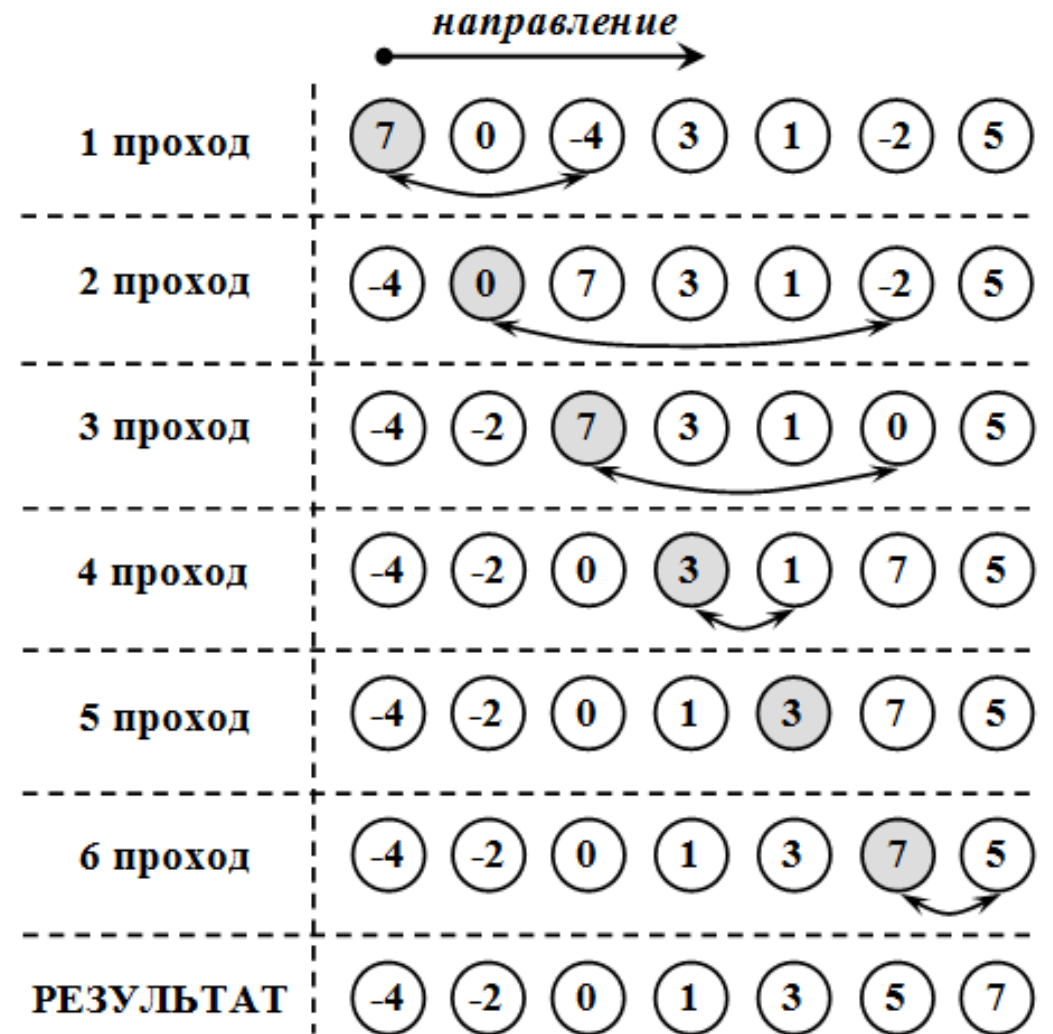 направление
1 проход 7 0 -4 3 1 -2 5
2 проход -4 0 7 3 1 -2 5
3 проход -4 -2 7 3 1 0 5
4 проход -4 -2 0 3 1 7 5
5 проход -4 -2 0 1 3 7 5
6 проход -4 -2 0 1 3 7 5
РЕЗУЛЬТАТ -4 -2 0 1 3 5 7